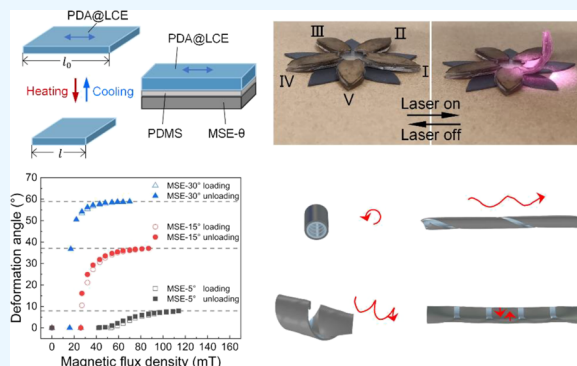 PDA@LCE
l₀
Heating
Cooling
l
PDA@LCE
PDMS
MSE-θ
III
II
I
IV
V
Laser on
Laser off
Deformation angle (°)
70
60
50
40
30
20
10
0
MSE-30° loading
MSE-30° unloading
MSE-15° loading
MSE-15° unloading
MSE-5° loading
MSE-5° unloading
0 20 40 60 80 100 120 140 160
Magnetic flux density (mT)